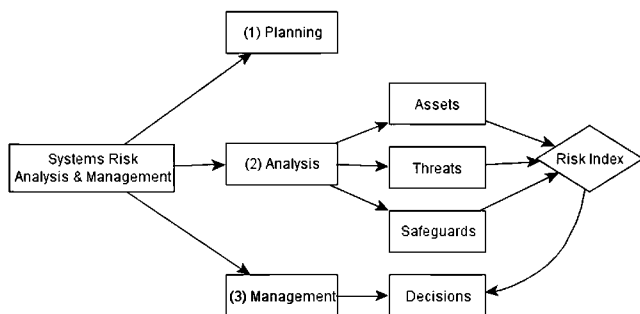 (1) Planning
Assets
Systems Risk
Analysis & Management
(2) Analysis
Threats
Risk Index
Safeguards
(3) Management
Decisions